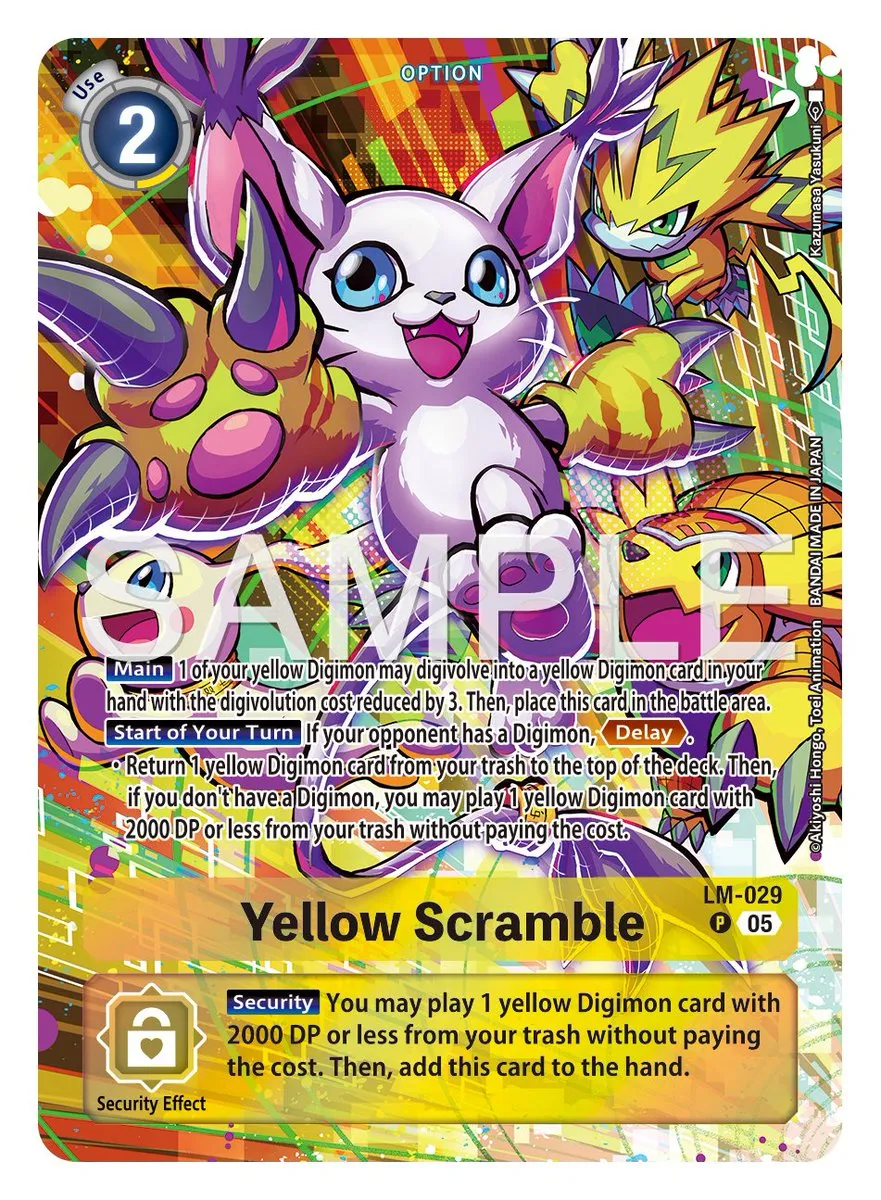 Use
2
OPTION
Kazumasa Yasukuni
SAMPLE
Main 1 of your yellow Digimon may digivolve into a yellow Digimon card in your
hand with the digivolution cost reduced by 3. Then, place this card in the battle area.
Start of Your Turn If your opponent has a Digimon, Delay.
・Return 1 yellow Digimon card from your trash to the top of the deck. Then,
if you don't have a Digimon, you may play 1 yellow Digimon card with
2000 DP or less from your trash without paying the cost.
©Akiyoshi Hongo, Toei Animation BANDAI MADE IN JAPAN
LM-029
Yellow Scramble
P 05
Security You may play 1 yellow Digimon card with
2000 DP or less from your trash without paying
the cost. Then, add this card to the hand.
Security Effect